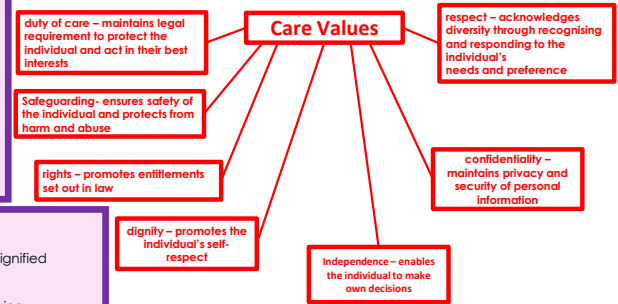 Care Values
duty of care – maintains legal
requirement to protect the
individual and act in their best
interests
respect – acknowledges
diversity through recognising
and responding to the
individual's
needs and preference
Safeguarding- ensures safety of
the individual and protects from
harm and abuse
rights – promotes entitlements
set out in law
confidentiality –
maintains privacy and
security of personal
information
dignity – promotes the
individual's self-
respect
Independence – enables
the individual to make
own decisions
ignified